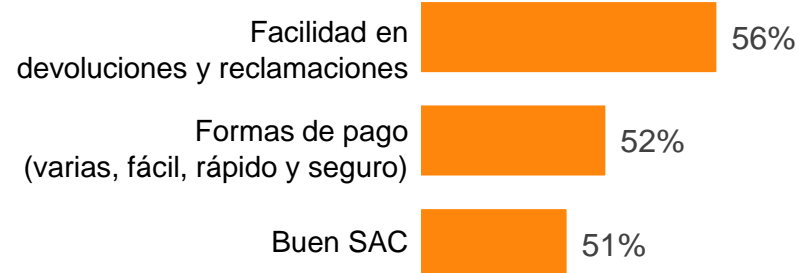 Facilidad en
devoluciones y reclamaciones
56%
Formas de pago
(varias, fácil, rápido y seguro)
52%
Buen SAC
51%